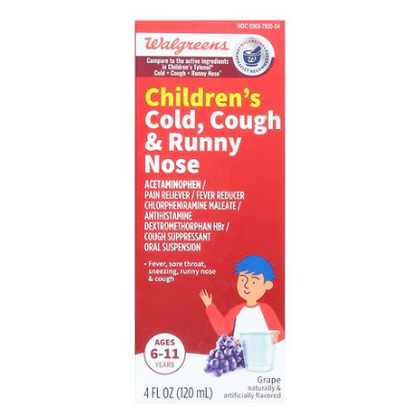 NDC 0363-7920-04
Walgreens
Compare to the active ingredients
in Children's Tylenol®
Cold • Cough • Runny Nose*
Children's
Cold, Cough
& Runny
Nose
ACETAMINOPHEN /
PAIN RELIEVER / FEVER REDUCER
CHLORPHENIRAMINE MALEATE /
ANTIHISTAMINE
DEXTROMETHORPHAN HBr /
COUGH SUPPRESSANT
ORAL SUSPENSION
• Fever, sore throat,
sneezing, runny nose
& cough
AGES
6-11
YEARS
Grape
naturally &
artificially flavored
4 FL OZ (120 mL)